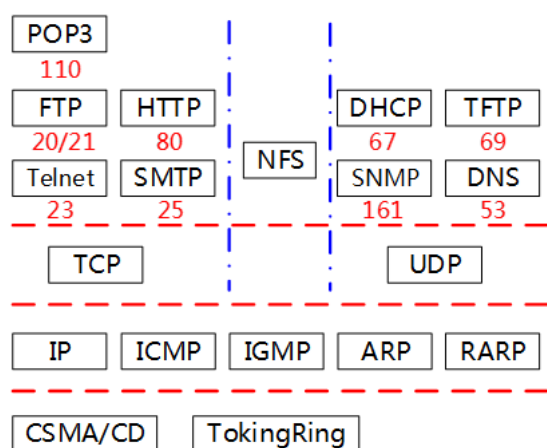 POP3
110
FTP HTTP DHCP TFTP
20/21 80 67 69
NFS
Telnet SMTP SNMP DNS
23 25 161 53
TCP UDP
IP ICMP IGMP ARP RARP
CSMA/CD TokingRing